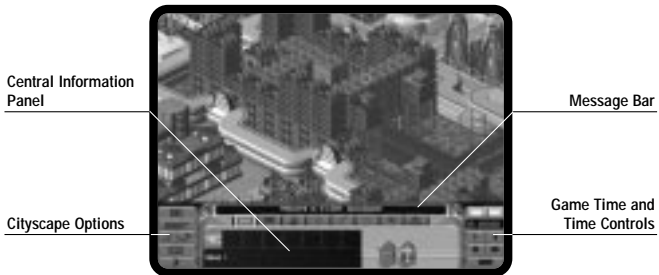 Central Information
Panel
Message Bar
Cityscape Options
Game Time and
Time Controls